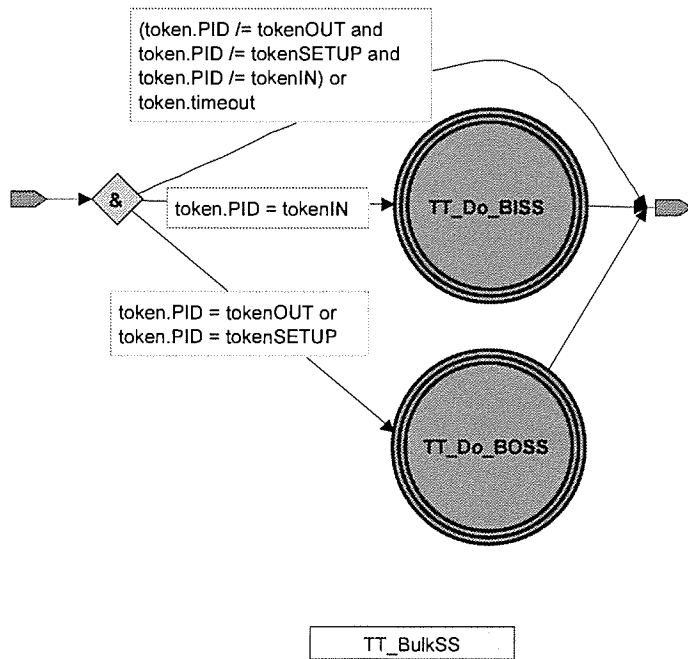 (token.PID /= tokenOUT and
token.PID /= tokenSETUP and
token.PID /= tokenIN) or
token.timeout
&
token.PID = tokenIN
TT_Do_BISS
token.PID = tokenOUT or
token.PID = tokenSETUP
TT_Do_BOSS
TT_BulkSS